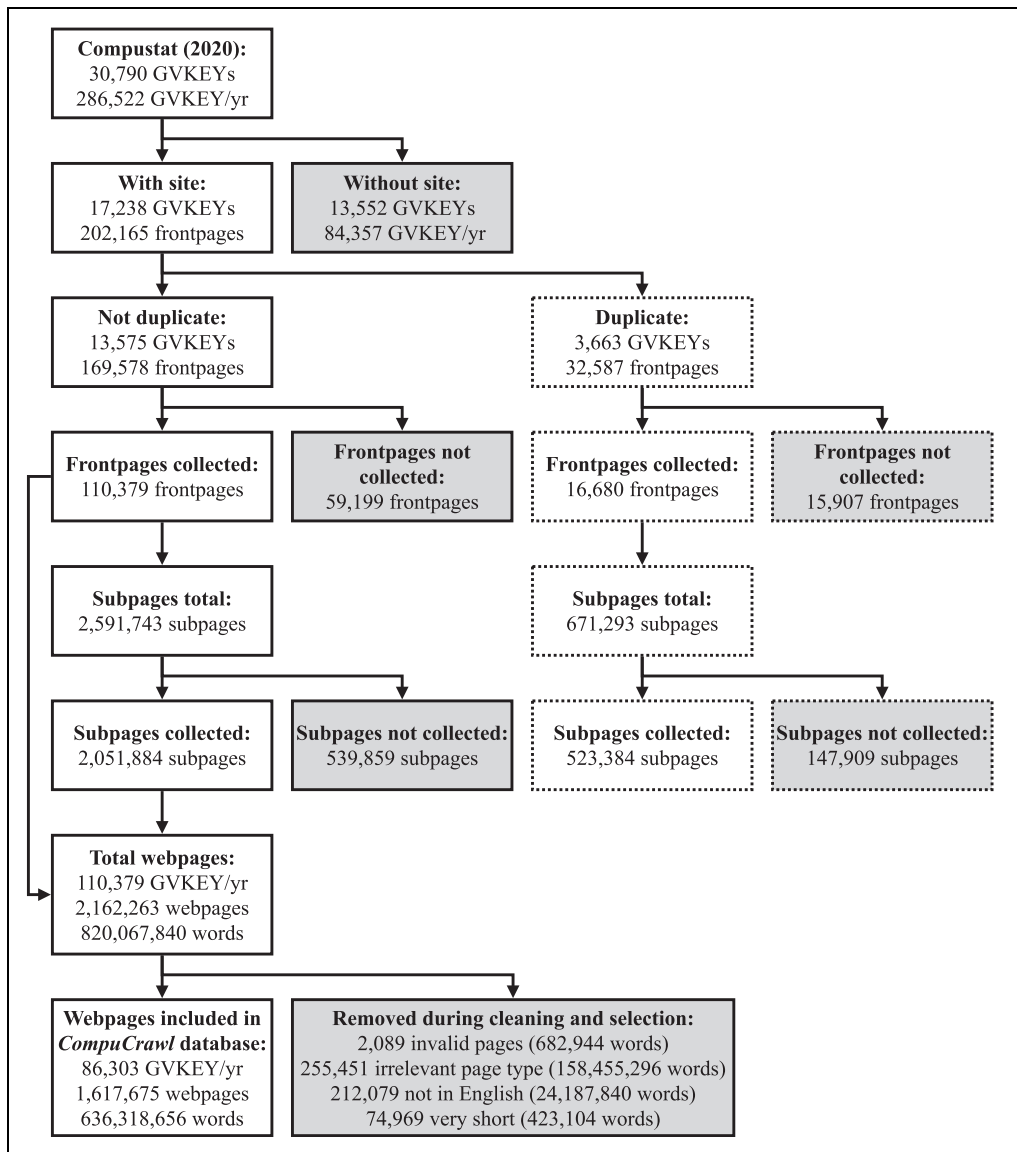 Compustat (2020):
30,790 GVKEYs
286,522 GVKEY/yr
With site:
17,238 GVKEYs
202,165 frontpages
Without site:
13,552 GVKEYs
84,357 GVKEY/yr
Not duplicate:
13,575 GVKEYs
169,578 frontpages
Duplicate:
3,663 GVKEYs
32,587 frontpages
Frontpages collected:
110,379 frontpages
Frontpages not
collected:
59,199 frontpages
Frontpages collected:
16,680 frontpages
Frontpages not
collected:
15,907 frontpages
Subpages total:
2,591,743 subpages
Subpages total:
671,293 subpages
Subpages collected:
2,051,884 subpages
Subpages not collected:
539,859 subpages
Subpages collected:
523,384 subpages
Subpages not collected:
147,909 subpages
Total webpages:
110,379 GVKEY/yr
2,162,263 webpages
820,067,840 words
Webpages included in
CompuCrawl database:
86,303 GVKEY/yr
1,617,675 webpages
636,318,656 words
Removed during cleaning and selection:
2,089 invalid pages (682,944 words)
255,451 irrelevant page type (158,455,296 words)
212,079 not in English (24,187,840 words)
74,969 very short (423,104 words)